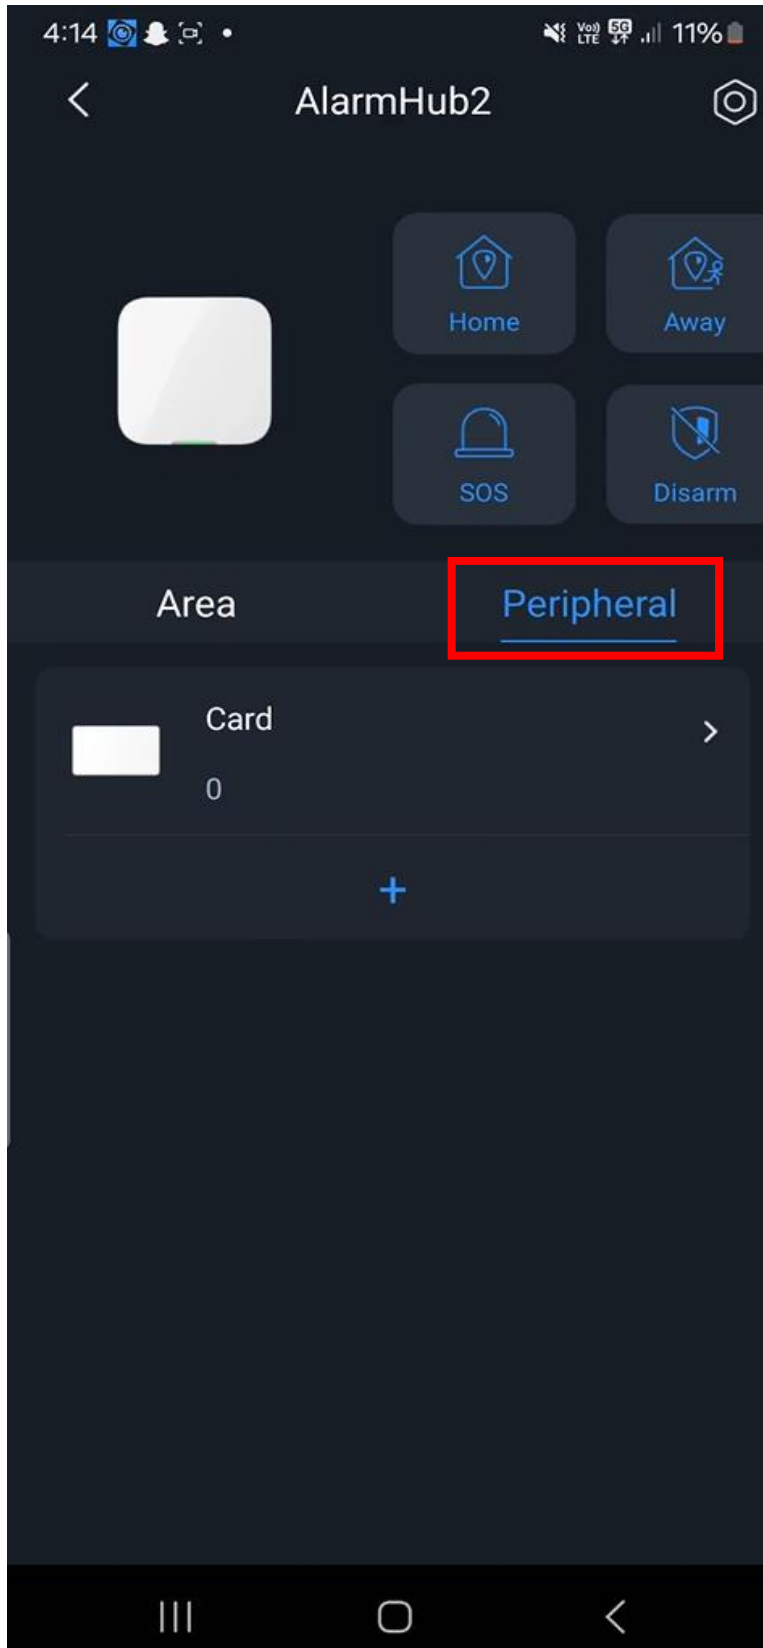 4:14 11%
AlarmHub2
Home Away
SOS Disarm
Area Peripheral
Card
0
+